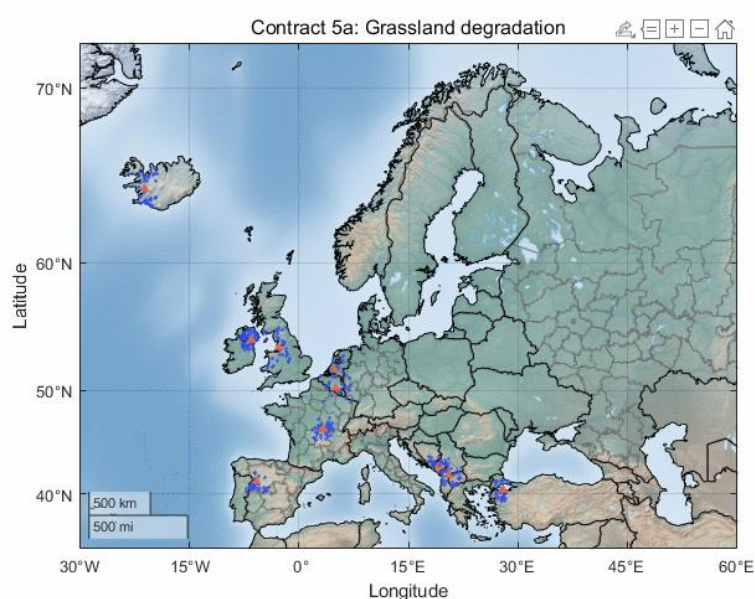 Contract 5a: Grassland degradation
70°N
60°N
50°N
40°N
Latitude
500 km
500 mi
30°W 15°W 0° 15°E 30°E 45°E 60°E
Longitude